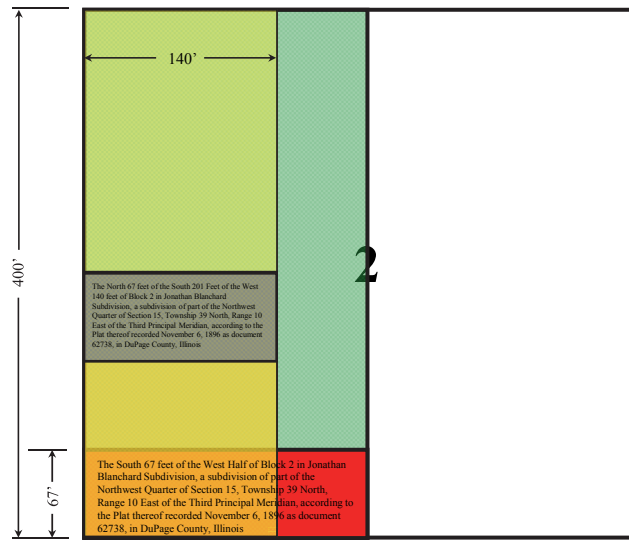 140’
400’
2
The North 67 feet of the South 201 Feet of the West
140 feet of Block 2 in Jonathan Blanchard
Subdivision, a subdivision of part of the Northwest
Quarter of Section 15, Township 39 North, Range 10
East of the Third Principal Meridian, according to the
Plat thereof recorded November 6, 1896 as document
62738, in DuPage County, Illinois
67’
The South 67 feet of the West Half of Block 2 in Jonathan
Blanchard Subdivision, a subdivision of part of the
Northwest Quarter of Section 15, Township 39 North,
Range 10 East of the Third Principal Meridian, according to
the Plat thereof recorded November 6, 1896 as document
62738, in DuPage County, Illinois